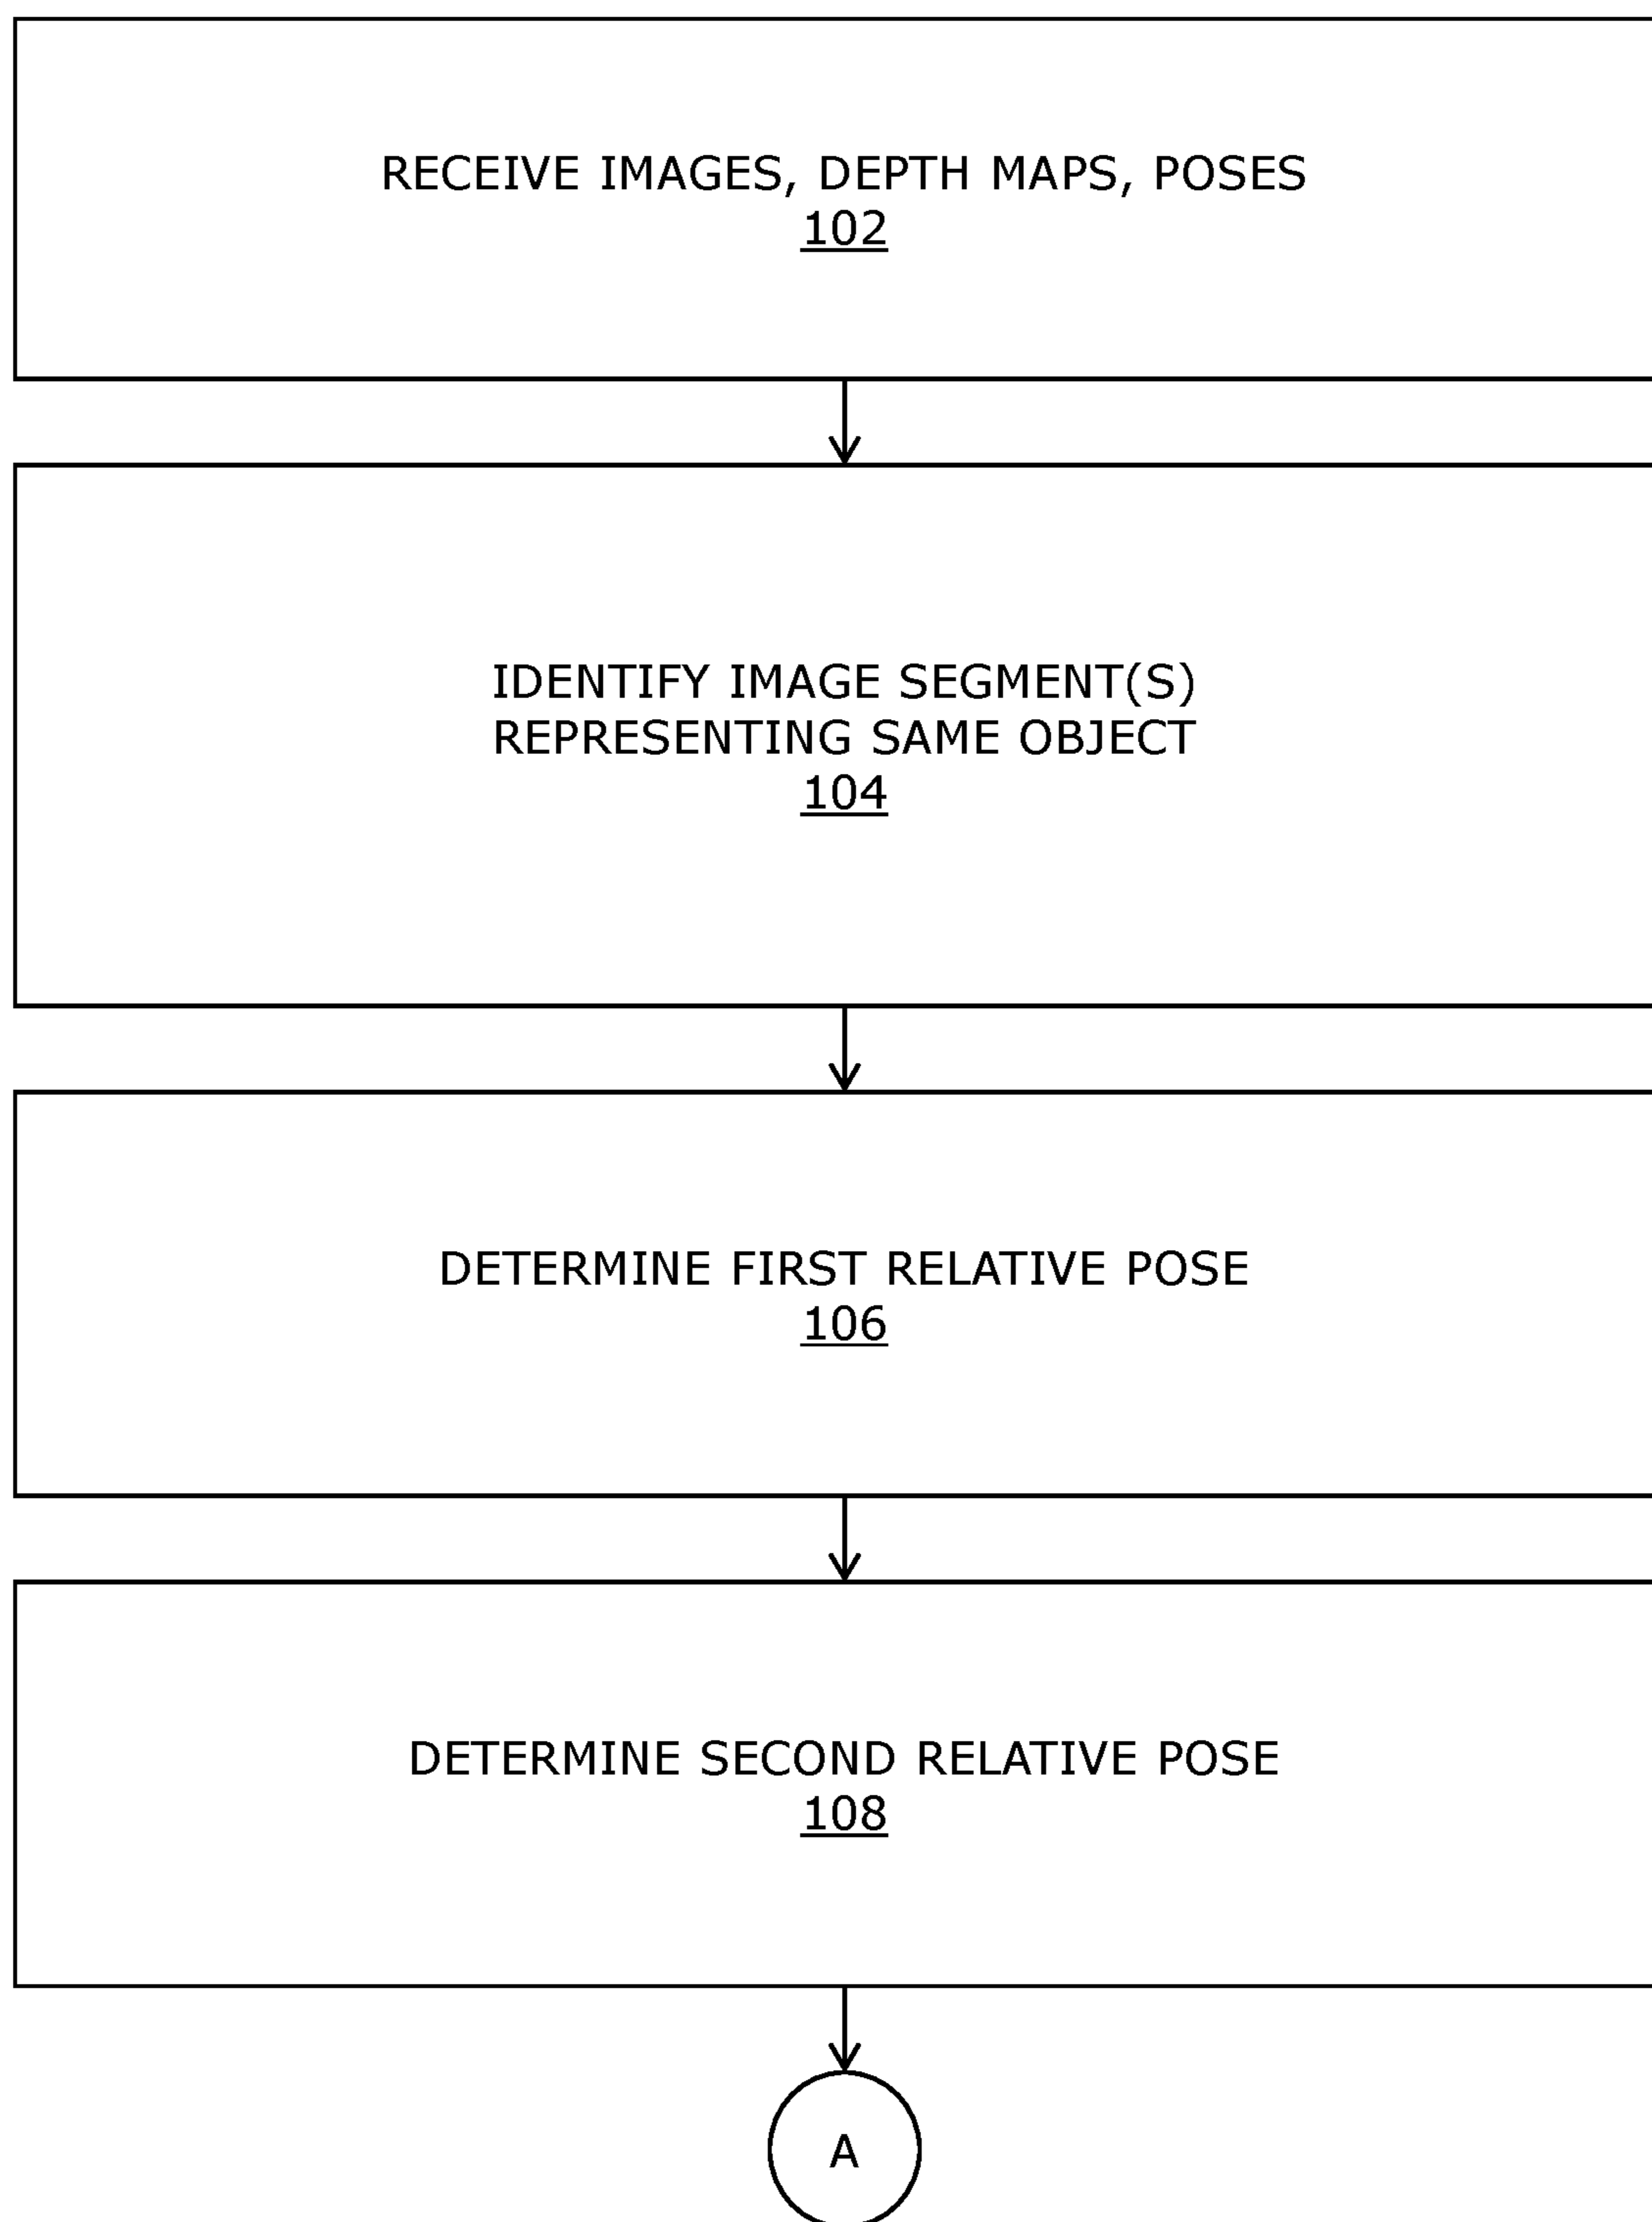 RECEIVE IMAGES, DEPTH MAPS, POSES
102
IDENTIFY IMAGE SEGMENT(S)
REPRESENTING SAME OBJECT
104
DETERMINE FIRST RELATIVE POSE
106
DETERMINE SECOND RELATIVE POSE
108
A